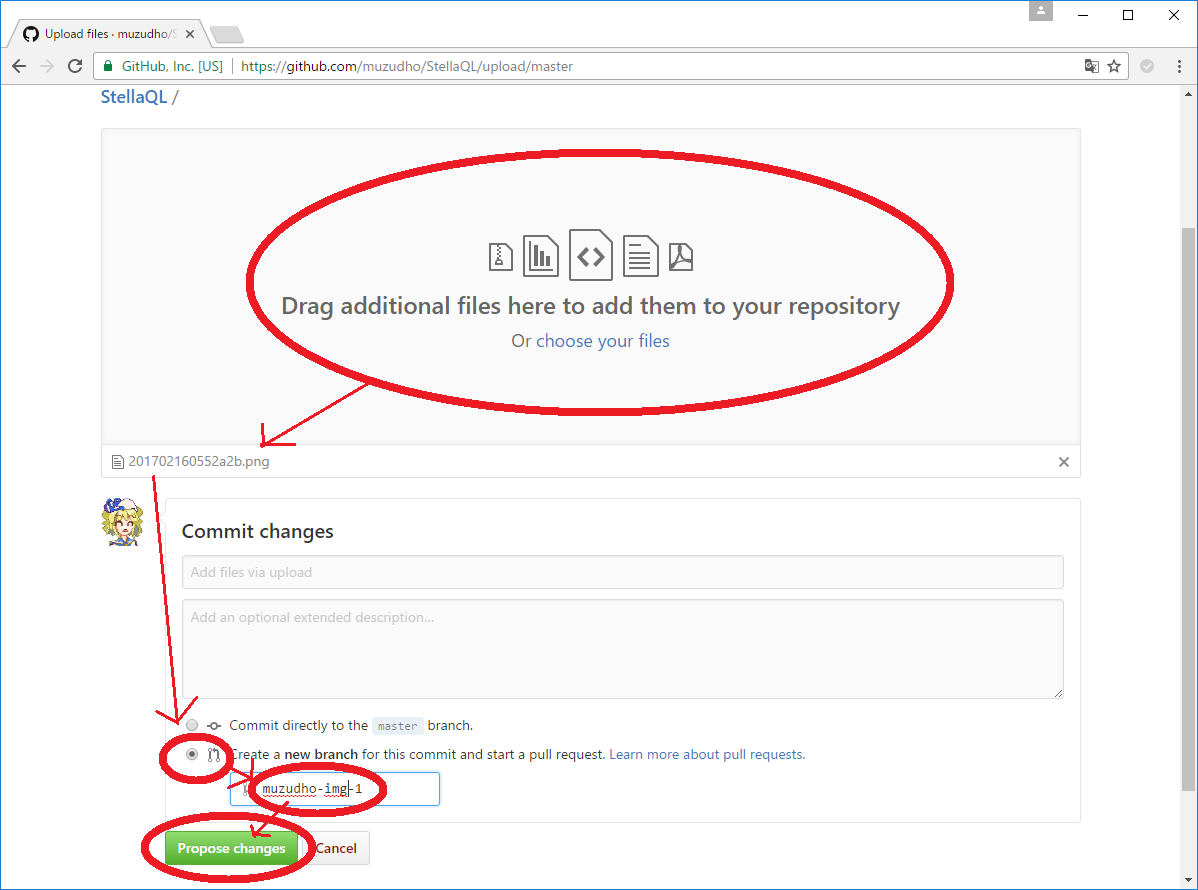 Upload files · muzudho/S
GitHub, Inc. [US] https://github.com/muzudho/StellaQL/upload/master
StellaQL /
Drag additional files here to add them to your repository
Or choose your files
201702160552a2b.png
Commit changes
Add files via upload
Add an optional extended description...
Commit directly to the master branch.
Create a new branch for this commit and start a pull request. Learn more about pull requests.
muzudho-img-1
Propose changes Cancel